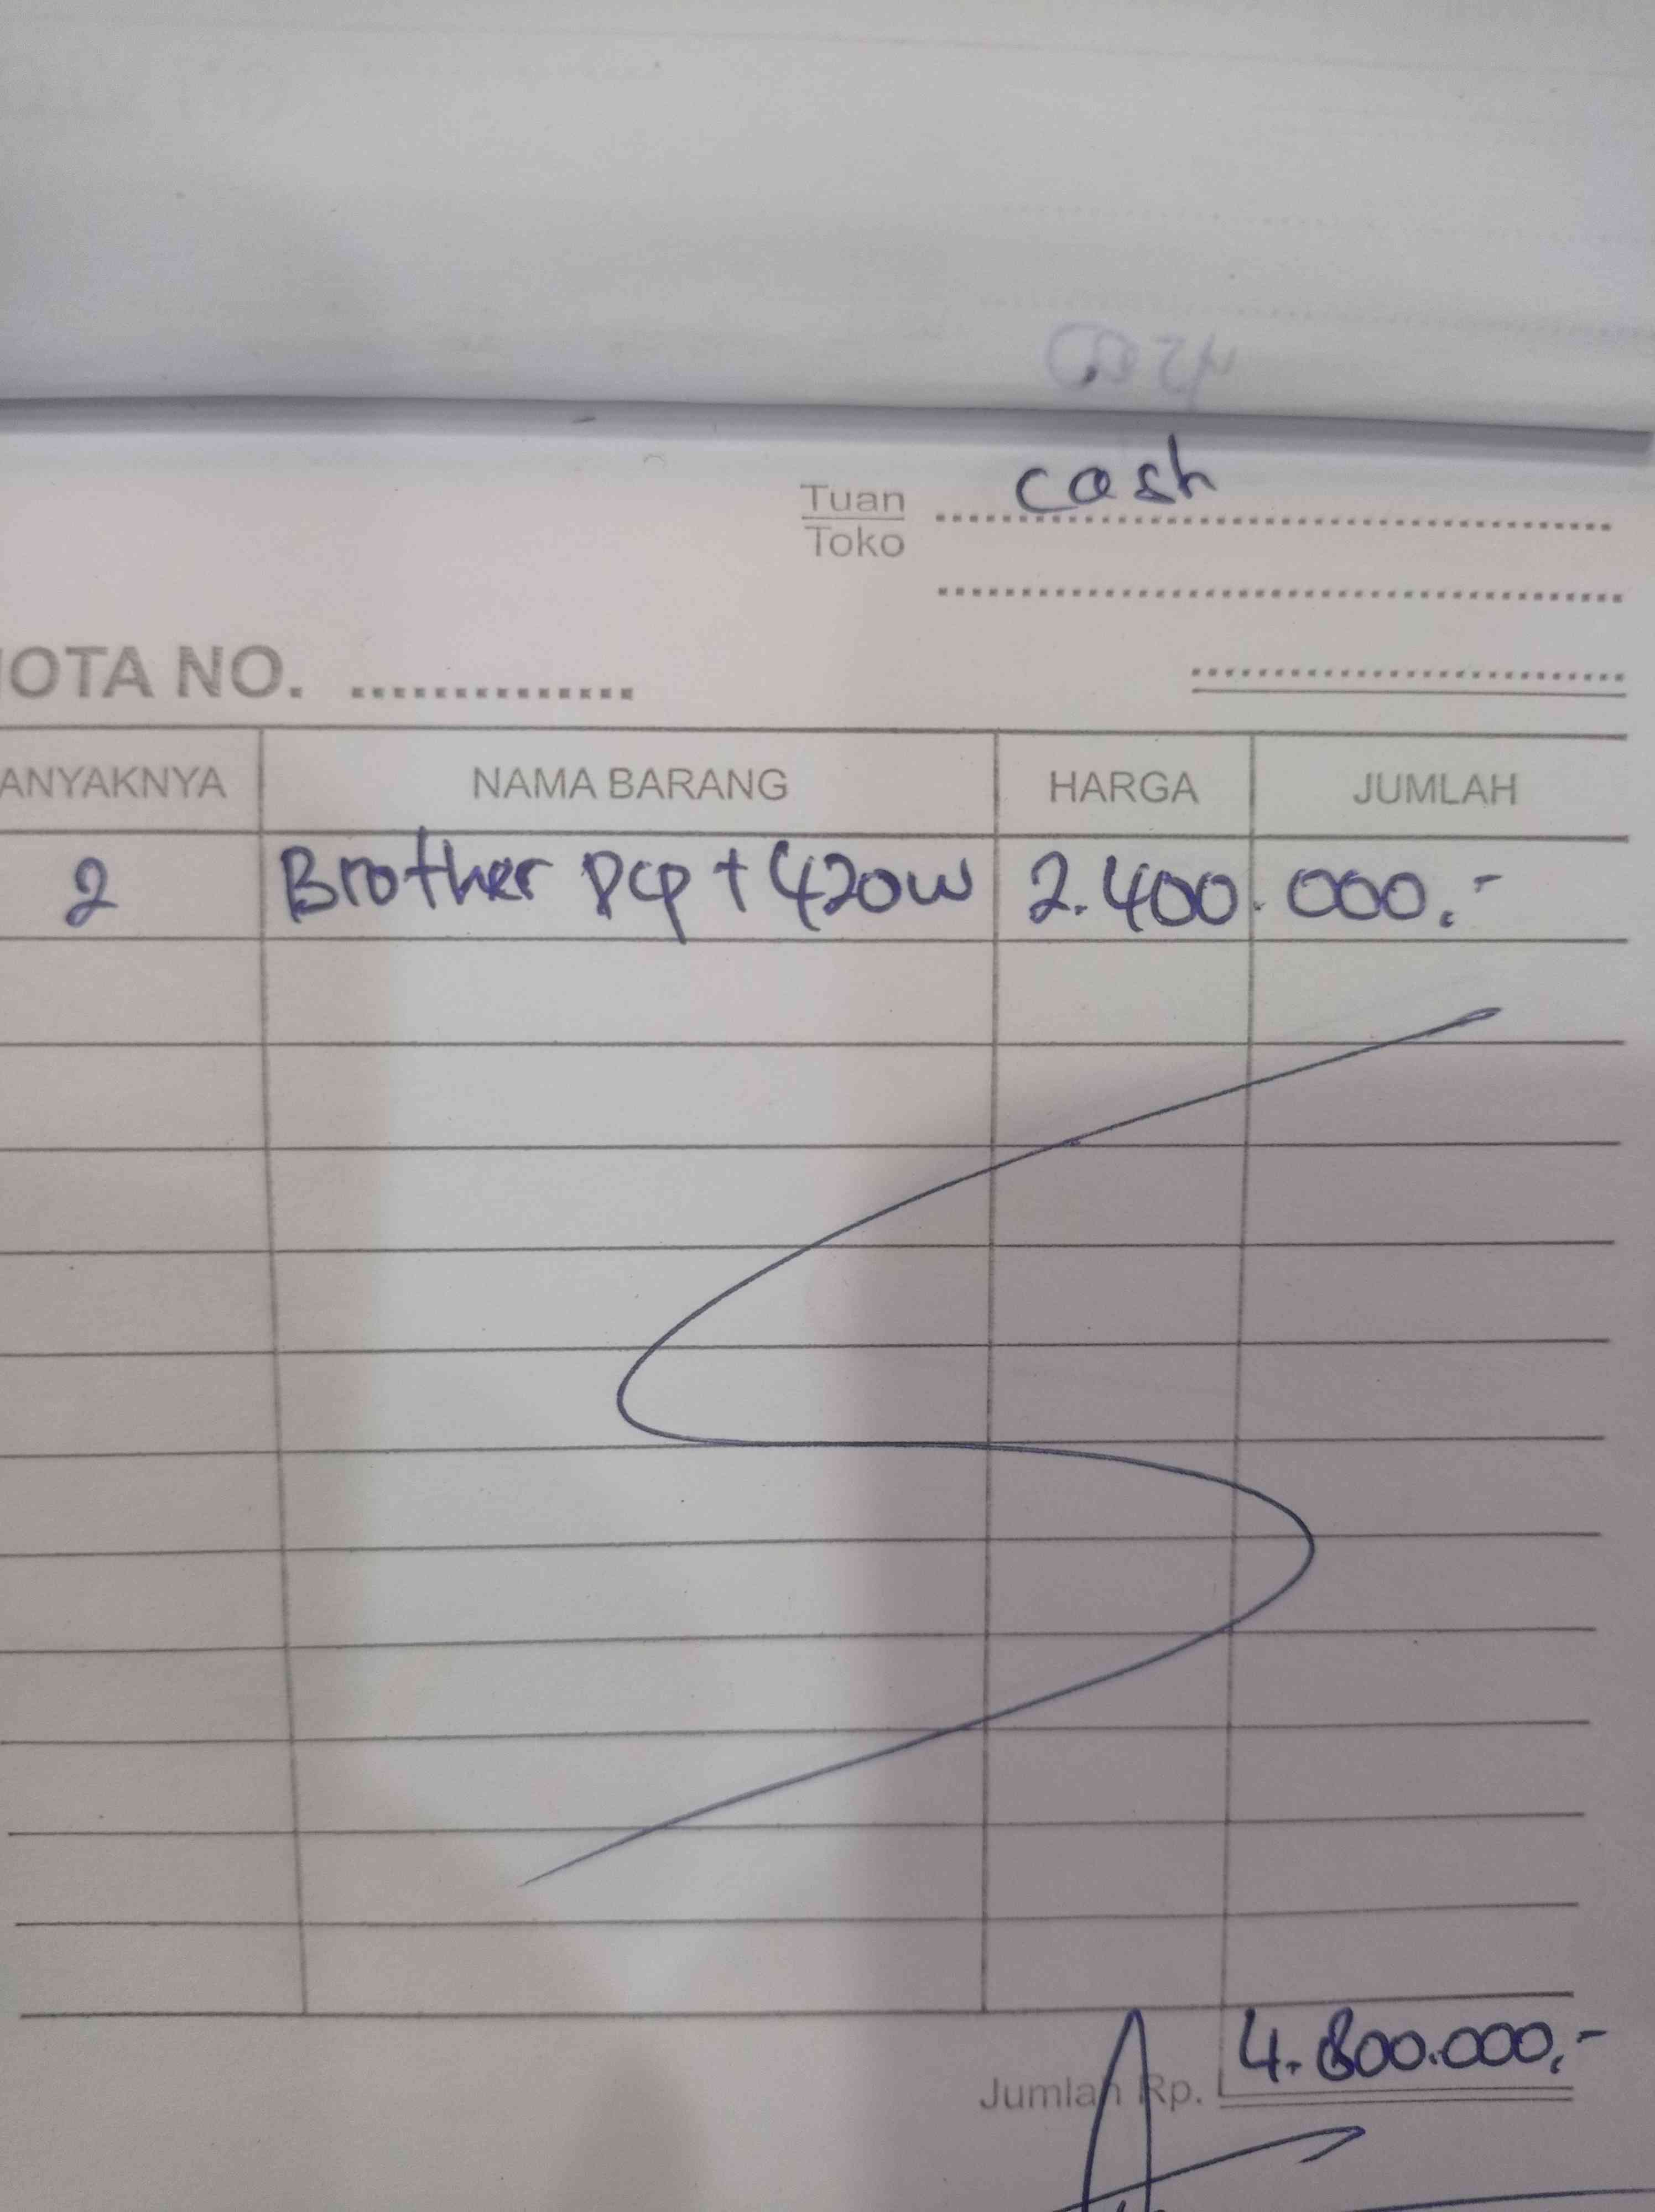 cash
Tuan
Toko
OTA NO.
ANYAKNYA NAMA BARANG HARGA JUMLAH
2 Brother Dcp t420w 2.400.000.-
Jumlah Rp. 4.800.000,-